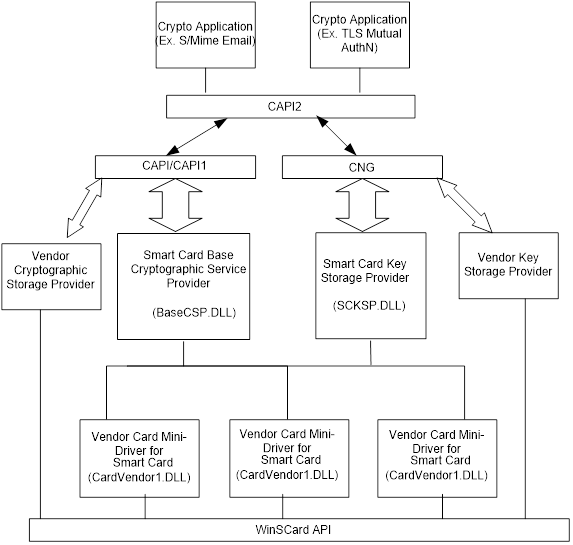 Crypto Application
(Ex. S/Mime Email)
Crypto Application
(Ex. TLS Mutual
AuthN)
CAPI2
CAPI/CAPI1
CNG
Vendor
Cryptographic
Storage Provider
Smart Card Base
Cryptographic Service
Provider
(BaseCSP.DLL)
Smart Card Key
Storage Provider
(SCKSP.DLL)
Vendor Key
Storage Provider
Vendor Card Mini-
Driver for
Smart Card
(CardVendor1.DLL)
Vendor Card Mini-
Driver for
Smart Card
(CardVendor1.DLL)
Vendor Card Mini-
Driver for
Smart Card
(CardVendor1.DLL)
WinSCard API